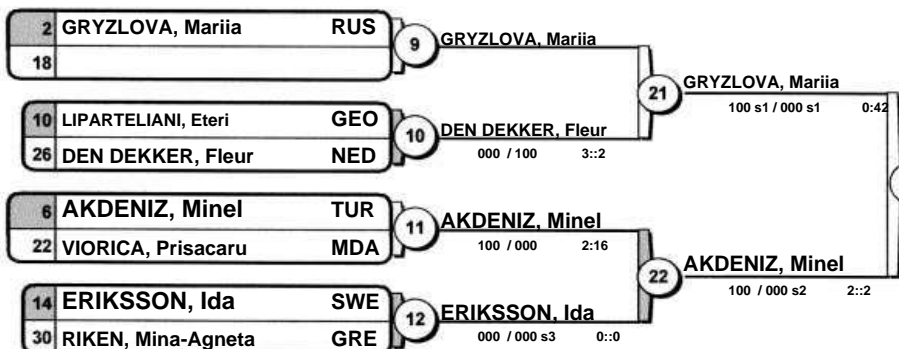 2 GRYZLOVA, Mariia RUS
18
9
GRYZLOVA, Mariia
10 LIPARTELIANI, Eteri GEO
26 DEN DEKKER, Fleur NED
10
DEN DEKKER, Fleur
000 / 100 3::2
21
GRYZLOVA, Mariia
100 s1 / 000 s1 0:42
6 AKDENIZ, Minel TUR
22 VIORICA, Prisacaru MDA
11
AKDENIZ, Minel
100 / 000 2:16
14 ERIKSSON, Ida SWE
30 RIKEN, Mina-Agneta GRE
12
ERIKSSON, Ida
000 / 000 s3 0::0
22
AKDENIZ, Minel
100 / 000 s2 2::2